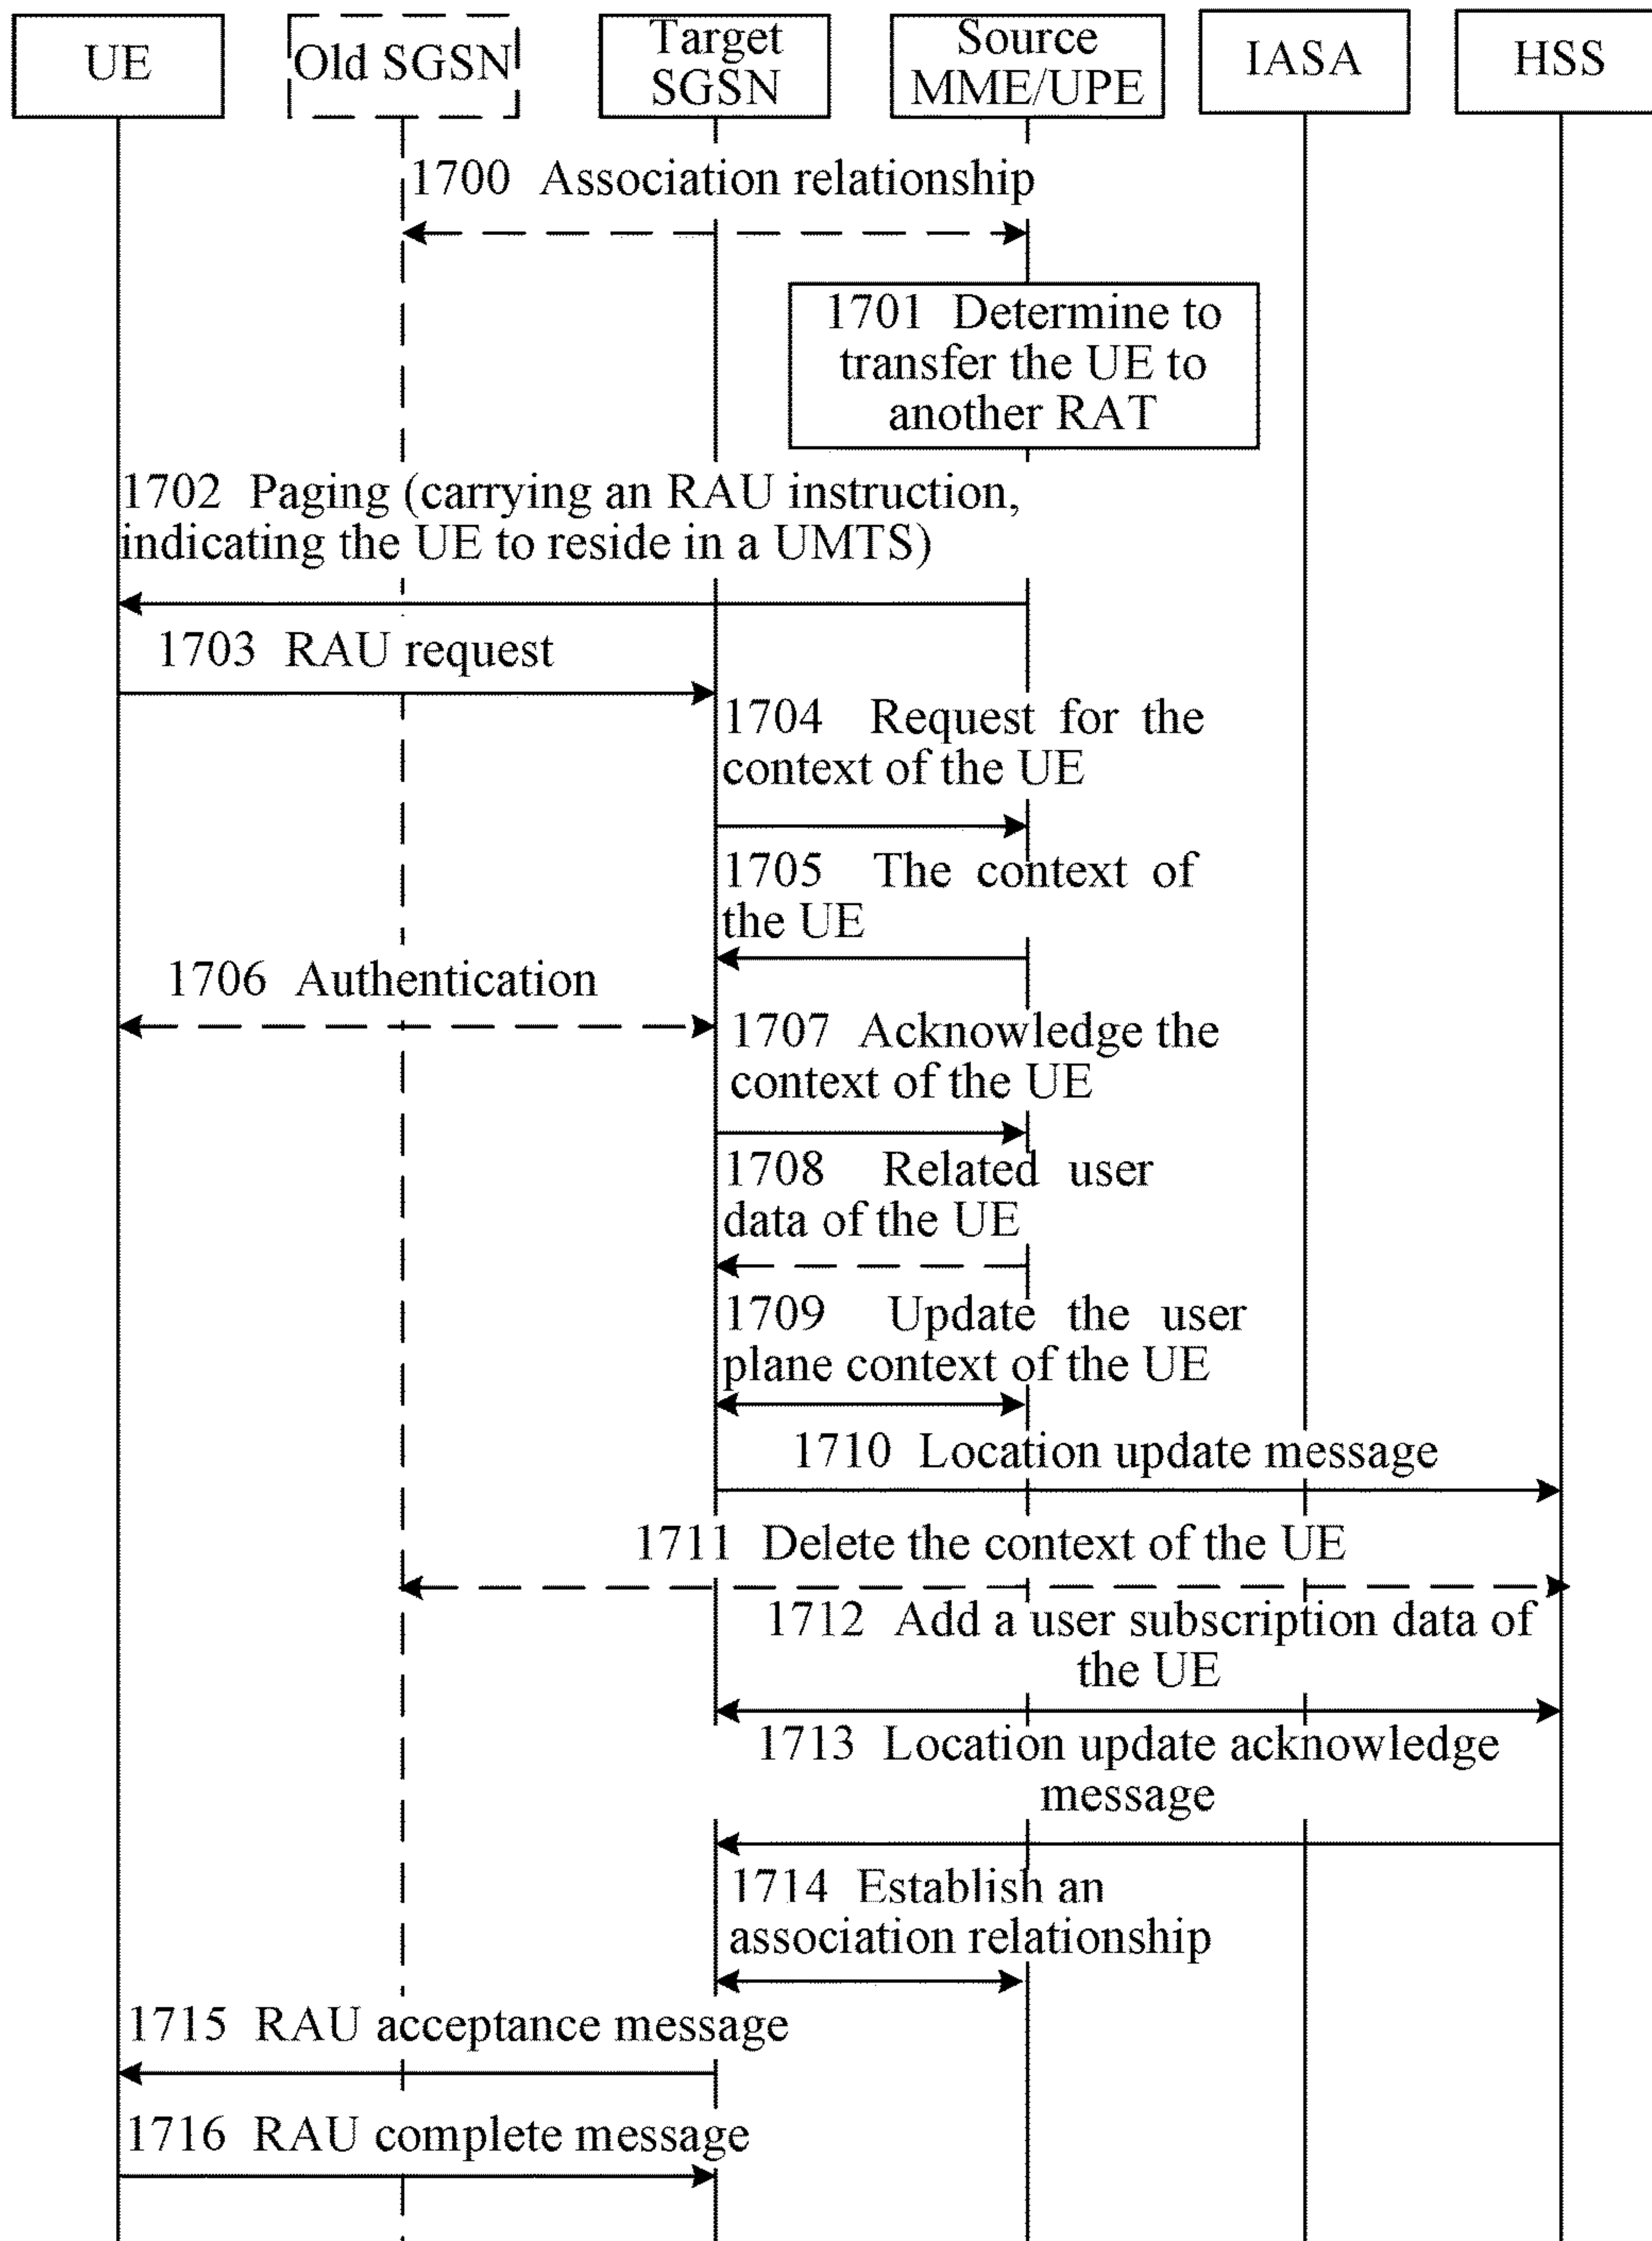 UE
Old SGSN
Target
SGSN
Source
MME/UPE
IASA
HSS
1700 Association relationship
1701 Determine to
transfer the UE to
another RAT
1702 Paging (carrying an RAU instruction,
indicating the UE to reside in a UMTS)
1703 RAU request
1704 Request for the
context of the UE
1705 The context of
the UE
1706 Authentication
1707 Acknowledge the
context of the UE
1708 Related user
data of the UE
1709 Update the user
plane context of the UE
1710 Location update message
1711 Delete the context of the UE
1712 Add a user subscription data of
the UE
1713 Location update acknowledge
message
1714 Establish an
association relationship
1715 RAU acceptance message
1716 RAU complete message